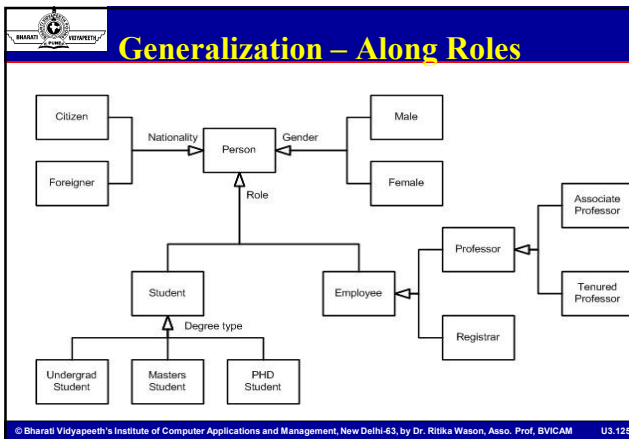 BHARATI VIDYAPEETH
PUNE
Generalization – Along Roles
Citizen
Male
Nationality
Gender
Person
Foreigner
Female
Role
Associate
Professor
Professor
Student
Employee
Tenured
Professor
Degree type
Registrar
Undergrad
Student
Masters
Student
PHD
Student
© Bharati Vidyapeeth's Institute of Computer Applications and Management, New Delhi-63, by Dr. Ritika Wason, Asso. Prof, BVICAM U3.125